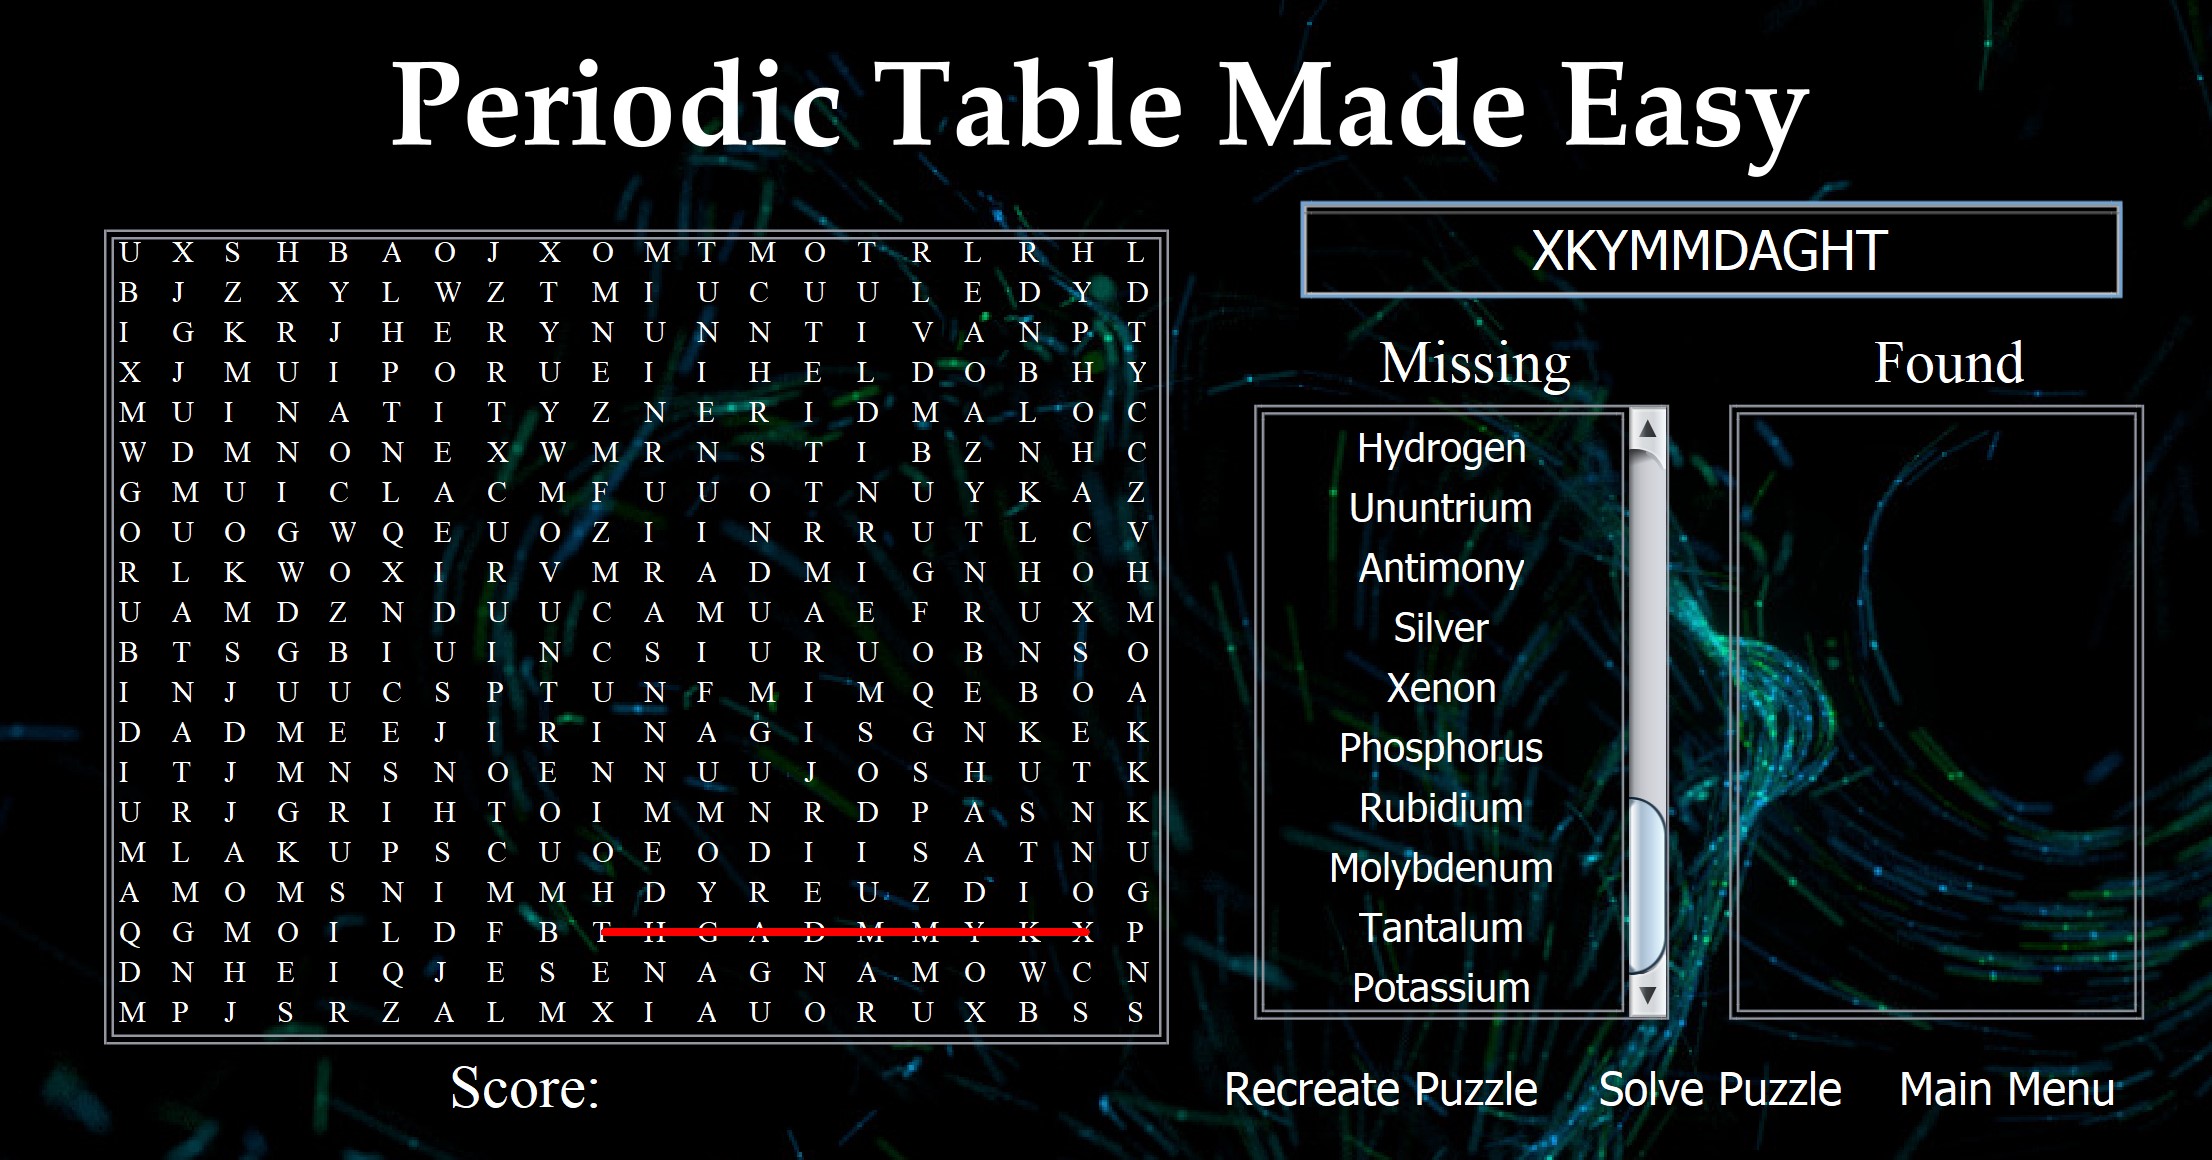 Periodic Table Made Easy
XKYMMDAGHT
U X S H B A O J X O M T M O T R L R H L
B J Z X Y L W Z T M I U C U U L E D Y D
I G K R J H E R Y N U N N T I V A N P T
X J M U I P O R U E I I H E L D O B H Y
M U I N A T I T Y Z N E R I D M A L O C
W D M N O N E X W M R N S T I B Z N H C
G M U I C L A C M F U U O T N U Y K A Z
O U O G W Q E U O Z I I N R R U T L C V
R L K W O X I R V M R A D M I G N H O H
U A M D Z N D U U C A M U A E F R U X M
B T S G B I U I N C S I U R U O B N S O
I N J U U C S P T U N F M I M Q E B O A
D A D M E E J I R I N A G I S G N K E K
I T J M N S N O E N N U U J O S H U T K
U R J G R I H T O I M M N R D P A S N K
M L A K U P S C U O E O D I I S A T N U
A M O M S N I M M H D Y R E U Z D I O G
Q G M O I L D F B T H G A D M M Y K X P
D N H E I Q J E S E N A G N A M O W C N
M P J S R Z A L M X I A U O R U X B S S
Missing
Hydrogen
Ununtrium
Antimony
Silver
Xenon
Phosphorus
Rubidium
Molybdenum
Tantalum
Potassium
Found
Score:
Recreate Puzzle Solve Puzzle Main Menu